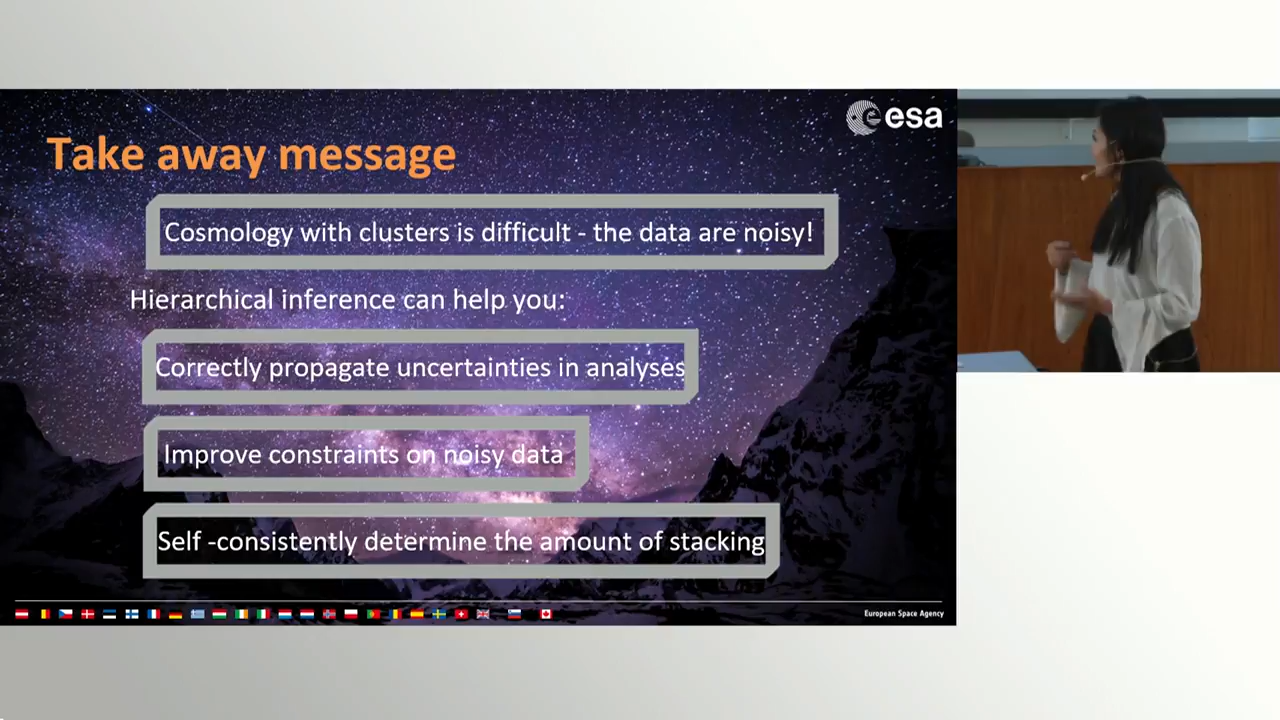 esa
Take away message
Cosmology with clusters is difficult - the data are noisy!
Hierarchical inference can help you:
Correctly propagate uncertainties in analyses
Improve constraints on noisy data
Self -consistently determine the amount of stacking
European Space Agency